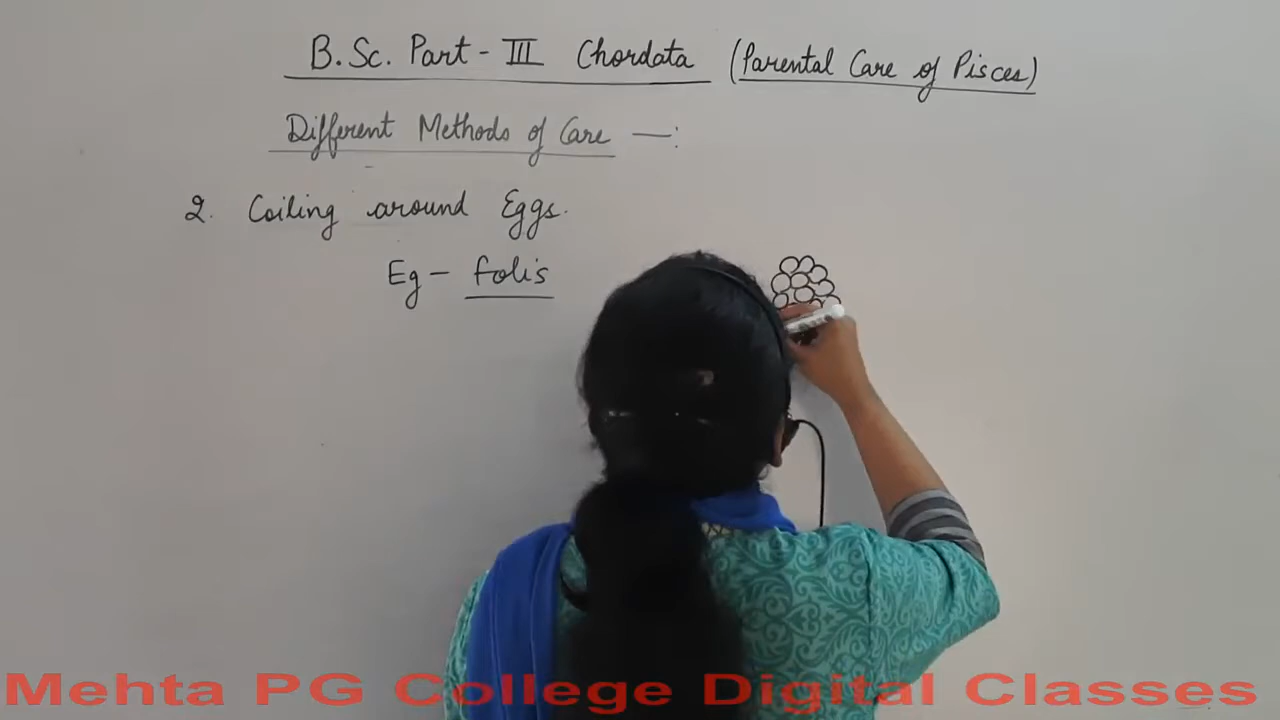 B.Sc. Part - III Chordata (Parental Care of Pisces)
Different Methods of Care —:
2. Coiling around Eggs.
Eg - folis
Mehta PG College Digital Classes